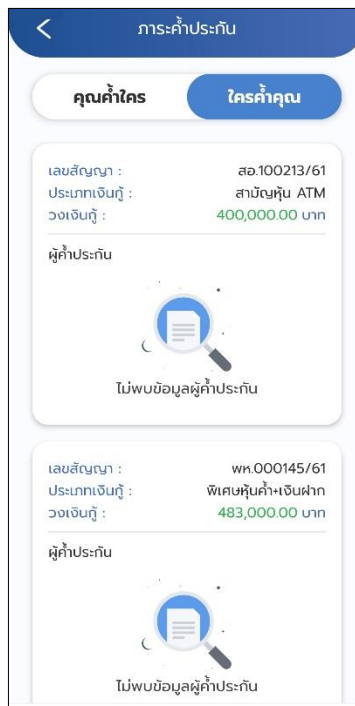 ภาระค้ำประกัน
คุณค้ำใคร ใครค้ำคุณ
เลขสัญญา : สอ.100213/61
ประเภทเงินกู้ : สามัญหุ้น ATM
วงเงินกู้ : 400,000.00 บาท
ผู้ค้ำประกัน
ไม่พบข้อมูลผู้ค้ำประกัน
เลขสัญญา : พห.000145/61
ประเภทเงินกู้ : พิเศษหุ้นค้ำ+เงินฝาก
วงเงินกู้ : 483,000.00 บาท
ผู้ค้ำประกัน
ไม่พบข้อมูลผู้ค้ำประกัน